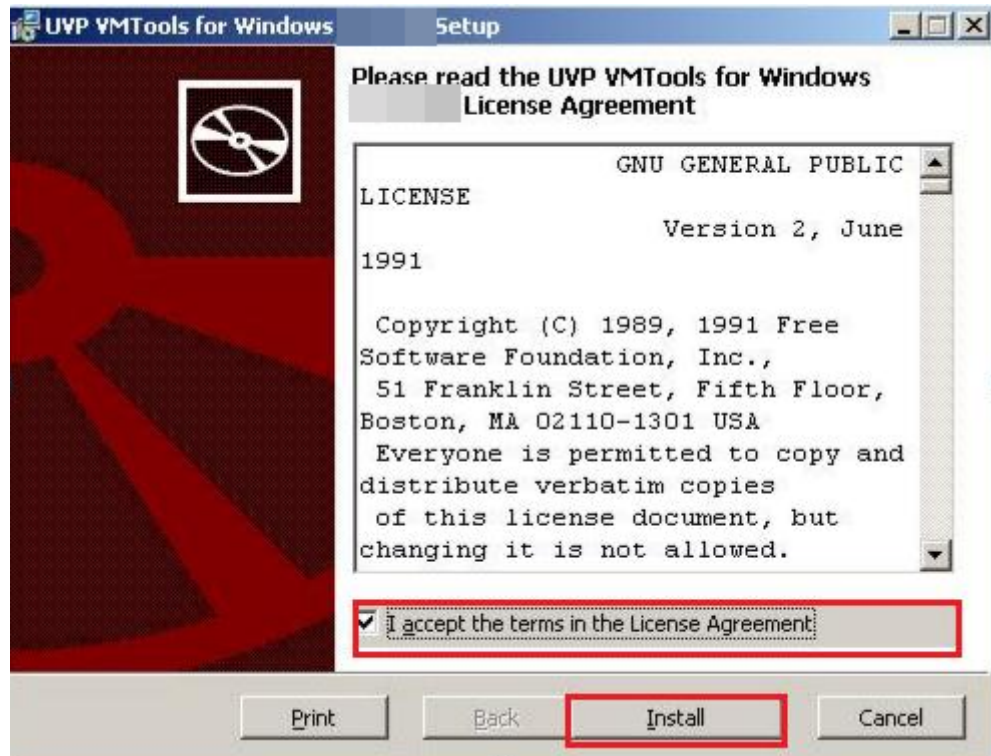 UVP VMTools for Windows Setup
Please read the UVP VMTools for Windows
License Agreement
GNU GENERAL PUBLIC
LICENSE
Version 2, June
1991
Copyright (C) 1989, 1991 Free
Software Foundation, Inc.,
51 Franklin Street, Fifth Floor,
Boston, MA 02110-1301 USA
Everyone is permitted to copy and
distribute verbatim copies
of this license document, but
changing it is not allowed.
I accept the terms in the License Agreement
Print Back Install Cancel